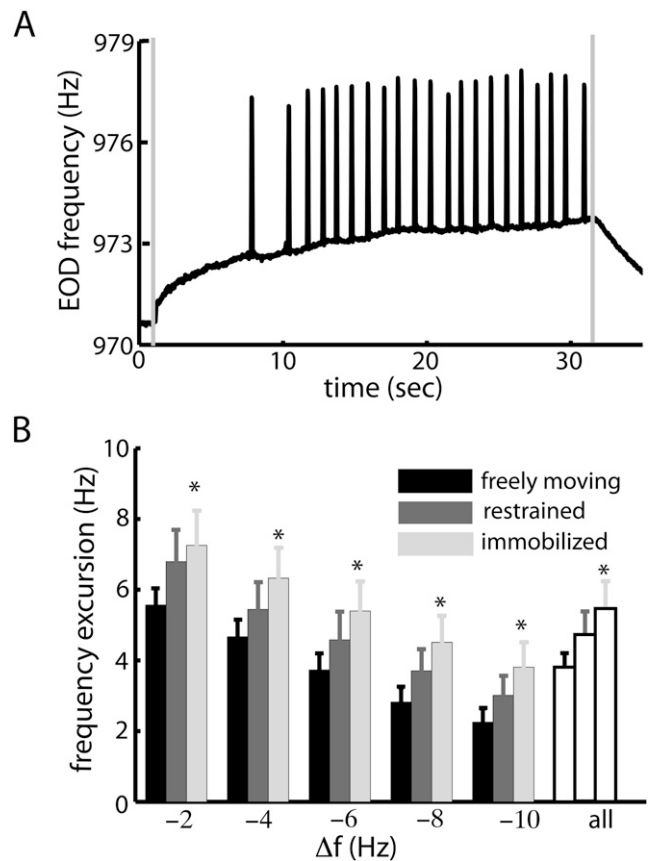 A
979
976
973
970
EOD frequency (Hz)
0
10
20
30
time (sec)
B
10
8
6
4
2
0
frequency excursion (Hz)
freely moving
restrained
immobilized
*
*
*
*
*
*
−2
−4
−6
−8
−10
all
Δf (Hz)